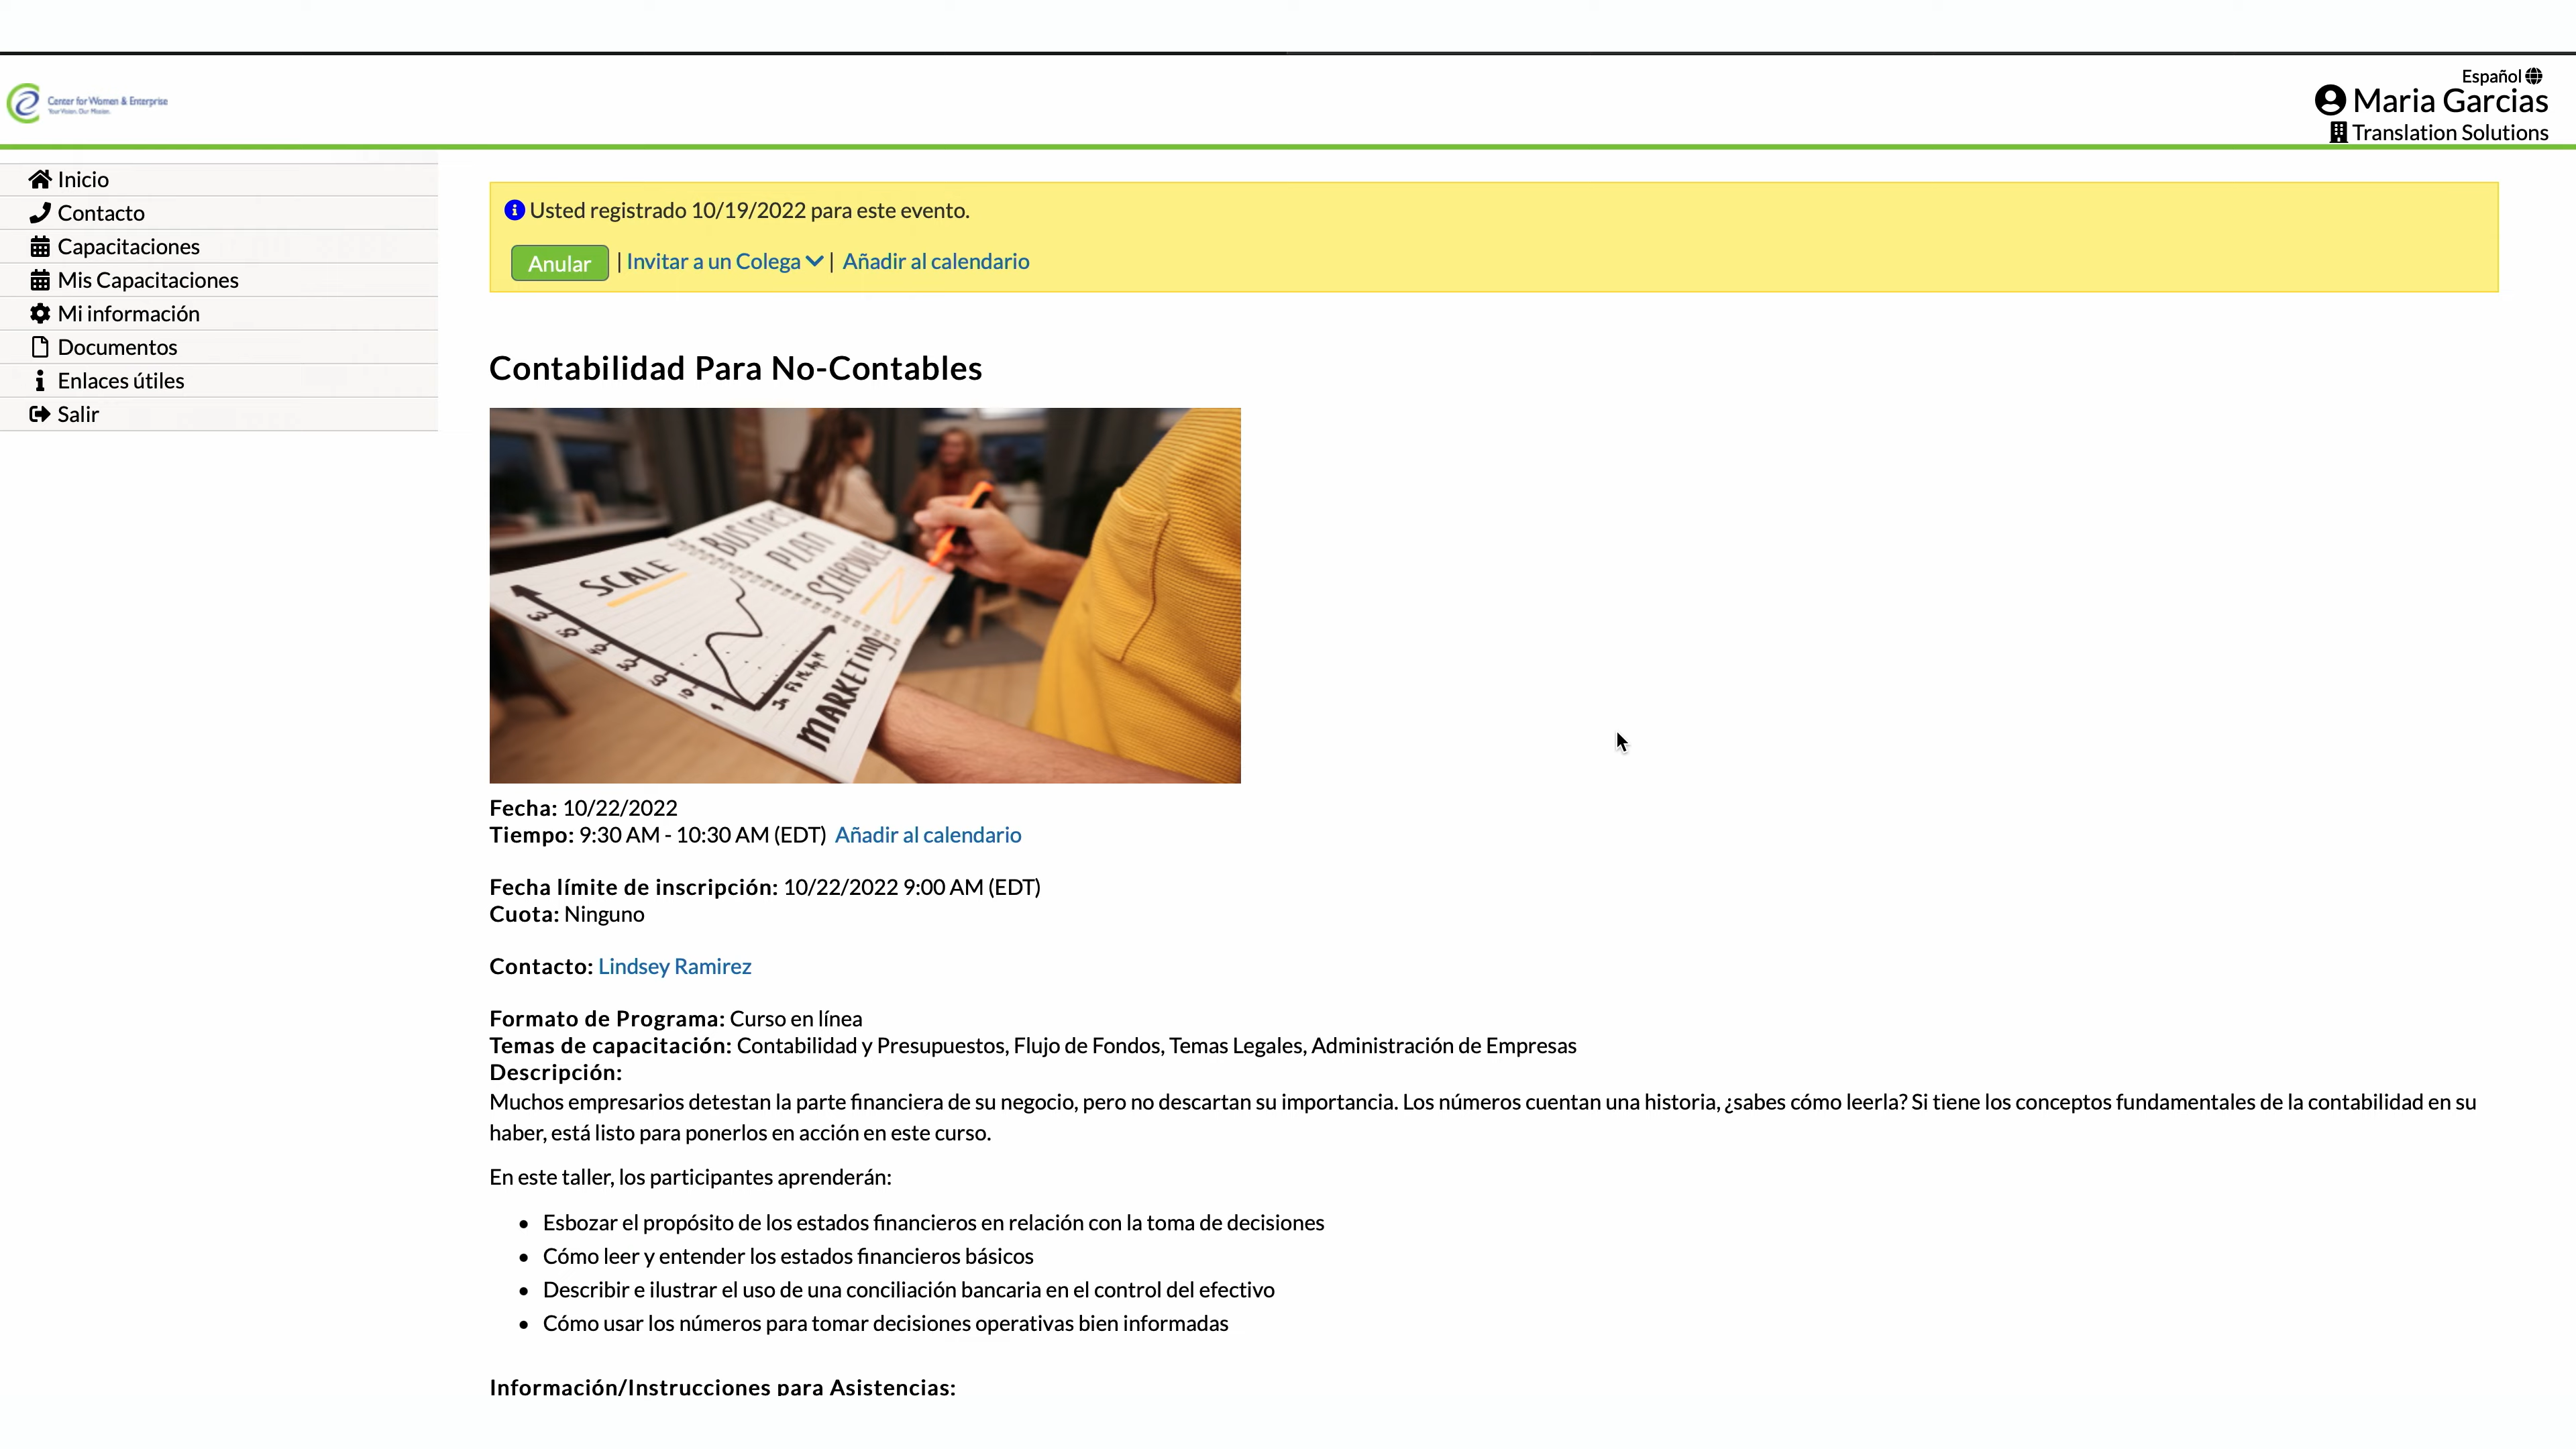 Center for Women & Enterprise
Your Vision. Our Mission.
Español
Maria Garcias
Translation Solutions
Inicio
Contacto
Capacitaciones
Mis Capacitaciones
Mi información
Documentos
Enlaces útiles
Salir
Usted registrado 10/19/2022 para este evento.
Anular | Invitar a un Colega | Añadir al calendario
Contabilidad Para No-Contables
SCALE
BUSINESS
PLAN
SCHEDULE
MARKETING
Fecha: 10/22/2022
Tiempo: 9:30 AM - 10:30 AM (EDT) Añadir al calendario
Fecha límite de inscripción: 10/22/2022 9:00 AM (EDT)
Cuota: Ninguno
Contacto: Lindsey Ramirez
Formato de Programa: Curso en línea
Temas de capacitación: Contabilidad y Presupuestos, Flujo de Fondos, Temas Legales, Administración de Empresas
Descripción:
Muchos empresarios detestan la parte financiera de su negocio, pero no descartan su importancia. Los números cuentan una historia, ¿sabes cómo leerla? Si tiene los conceptos fundamentales de la contabilidad en su
haber, está listo para ponerlos en acción en este curso.
En este taller, los participantes aprenderán:
• Esbozar el propósito de los estados financieros en relación con la toma de decisiones
• Cómo leer y entender los estados financieros básicos
• Describir e ilustrar el uso de una conciliación bancaria en el control del efectivo
• Cómo usar los números para tomar decisiones operativas bien informadas
Información/Instrucciones para Asistencias: